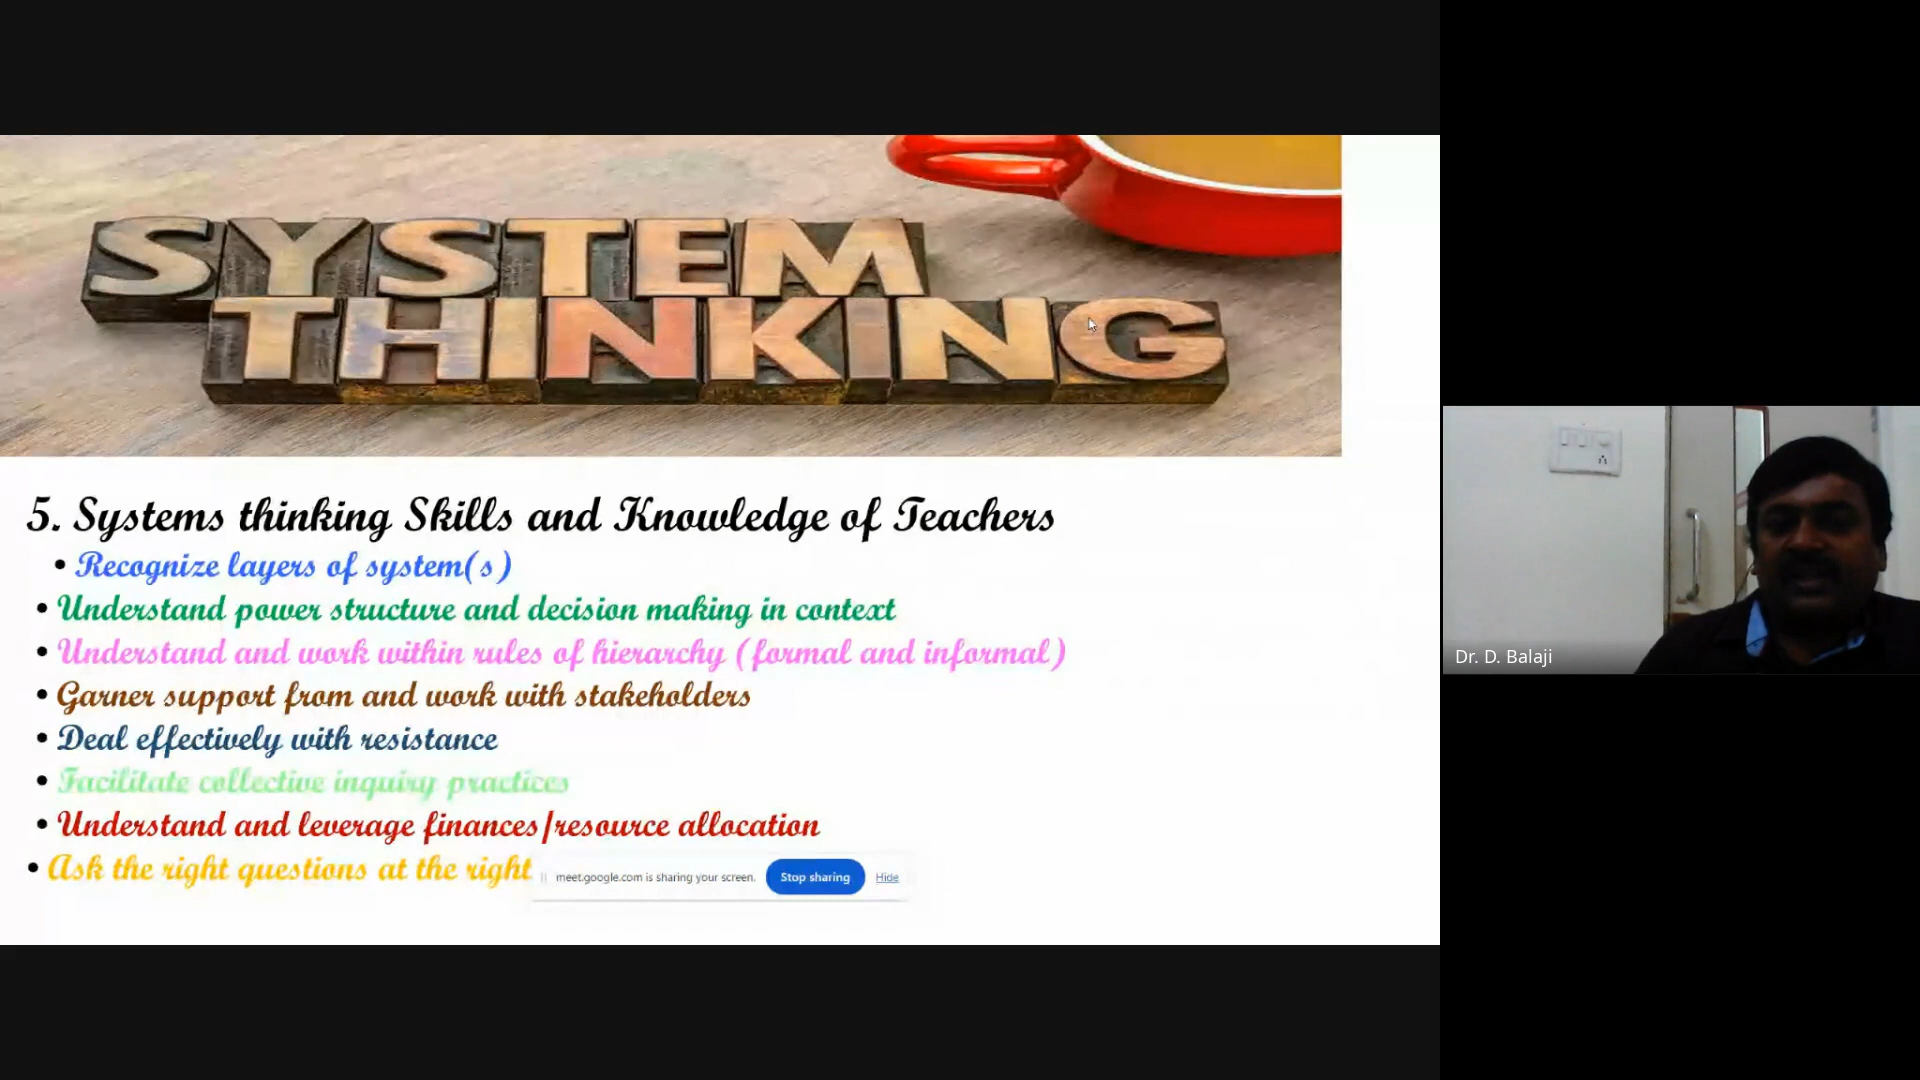 SYSTEM
THINKING
5. Systems thinking Skills and Knowledge of Teachers
• Recognize layers of system(s)
• Understand power structure and decision making in context
• Understand and work within rules of hierarchy (formal and informal)
• Garner support from and work with stakeholders
• Deal effectively with resistance
• Facilitate collective inquiry practices
• Understand and leverage finances/resource allocation
• Ask the right questions at the right
meet.google.com is sharing your screen. Stop sharing Hide
Dr. D. Balaji